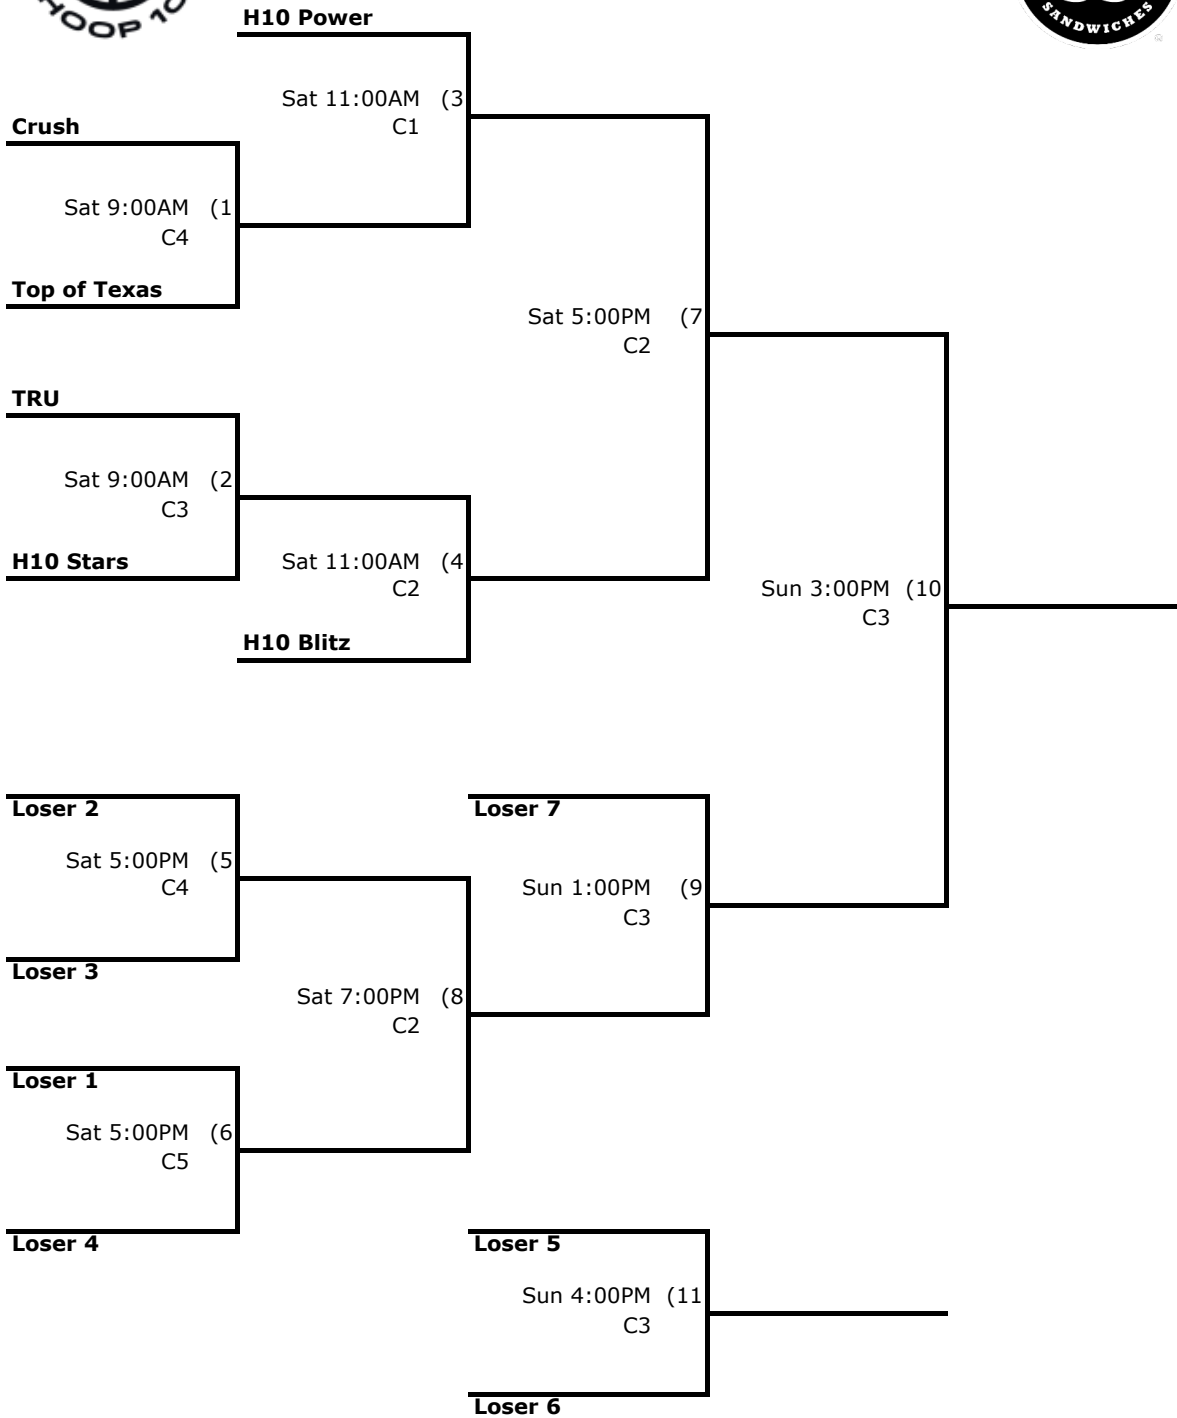 HOOP 10
SANDWICHES
H10 Power
Sat 11:00AM (3
C1
Crush
Sat 9:00AM (1
C4
Top of Texas
Sat 5:00PM (7
C2
TRU
Sat 9:00AM (2
C3
H10 Stars
Sat 11:00AM (4
C2
H10 Blitz
Sun 3:00PM (10
C3
Loser 2
Sat 5:00PM (5
C4
Loser 3
Loser 7
Sun 1:00PM (9
C3
Sat 7:00PM (8
C2
Loser 1
Sat 5:00PM (6
C5
Loser 4
Loser 5
Sun 4:00PM (11
C3
Loser 6